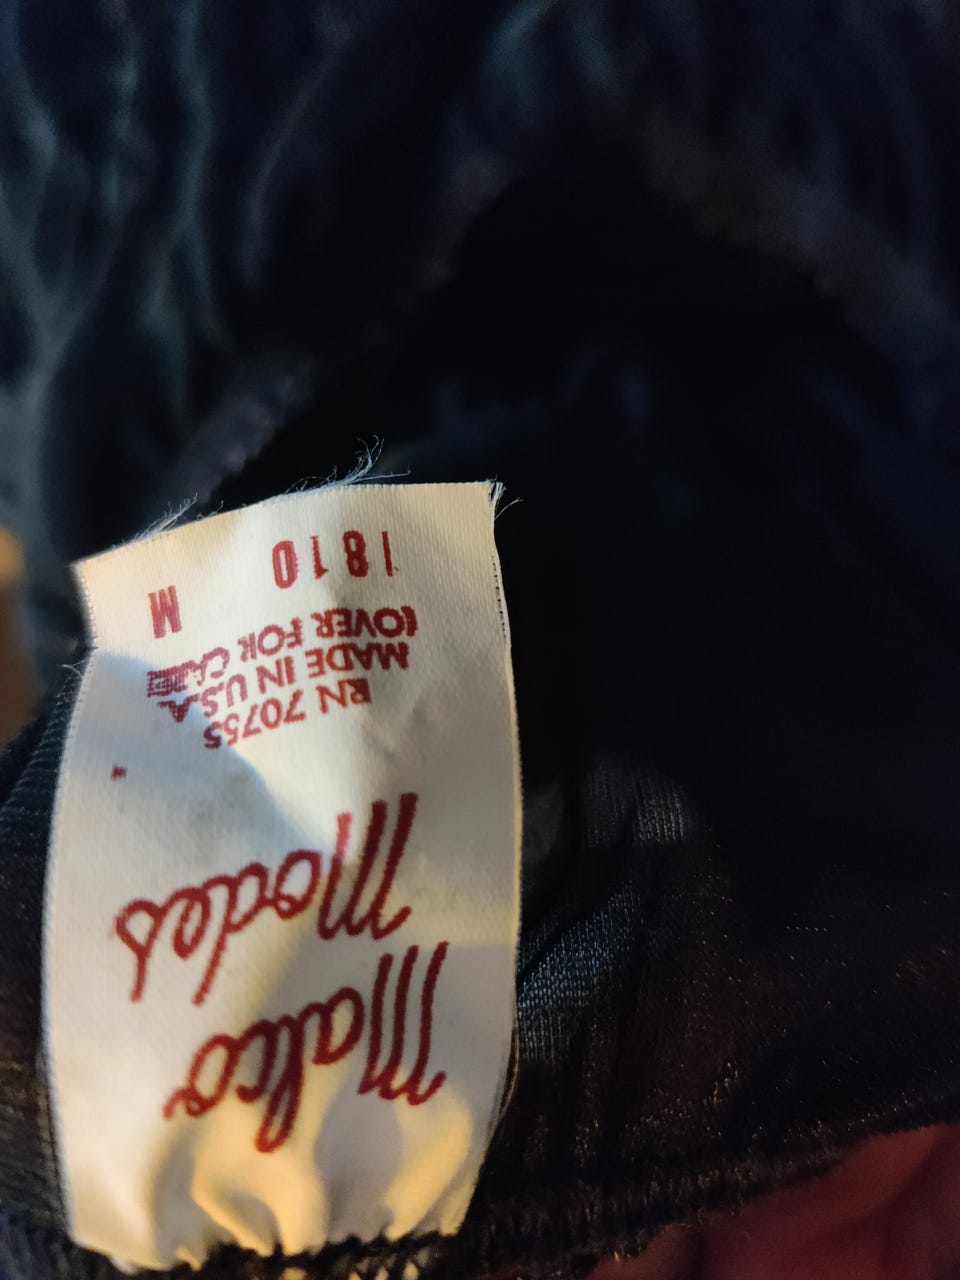 Malco
Modes
RN 70755
MADE IN U.S.A.
(OVER FOR CARE)
1810 M